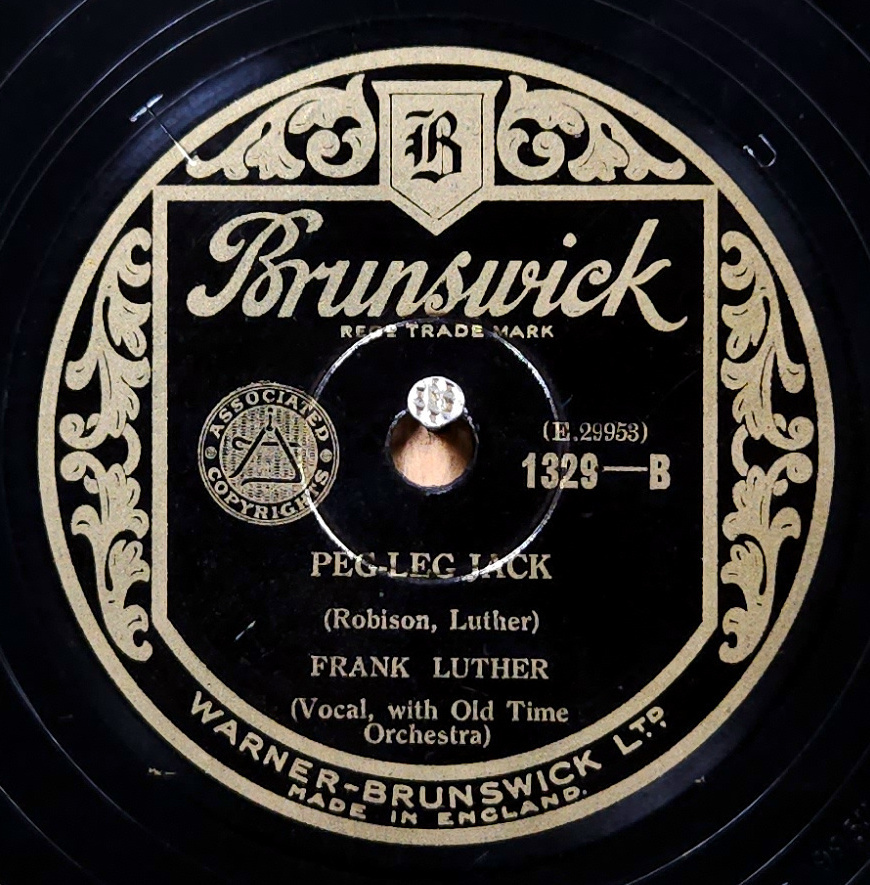 B
Brunswick
REGD TRADE MARK
ASSOCIATED
COPYRIGHTS
(E.29953)
1329—B
PEG-LEG JACK
(Robison, Luther)
FRANK LUTHER
(Vocal, with Old Time
Orchestra)
WARNER-BRUNSWICK LTD.
MADE IN ENGLAND.